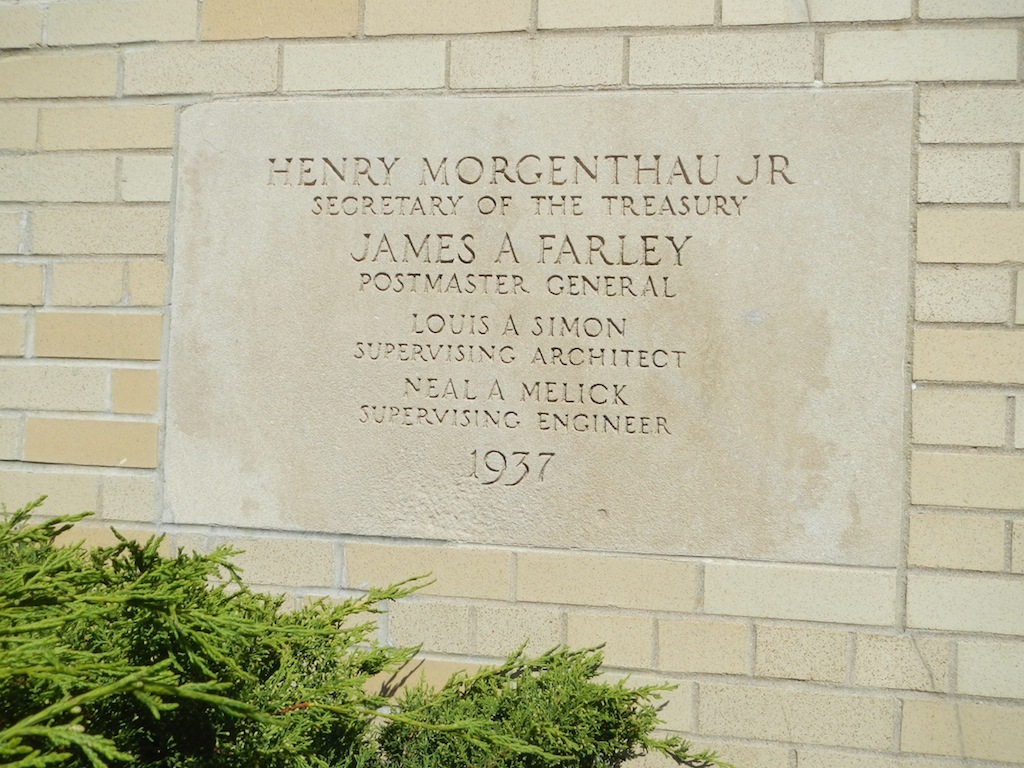 HENRY MORGENTHAU JR
SECRETARY OF THE TREASURY
JAMES A FARLEY
POSTMASTER GENERAL
LOUIS A SIMON
SUPERVISING ARCHITECT
NEAL A MELICK
SUPERVISING ENGINEER
1937